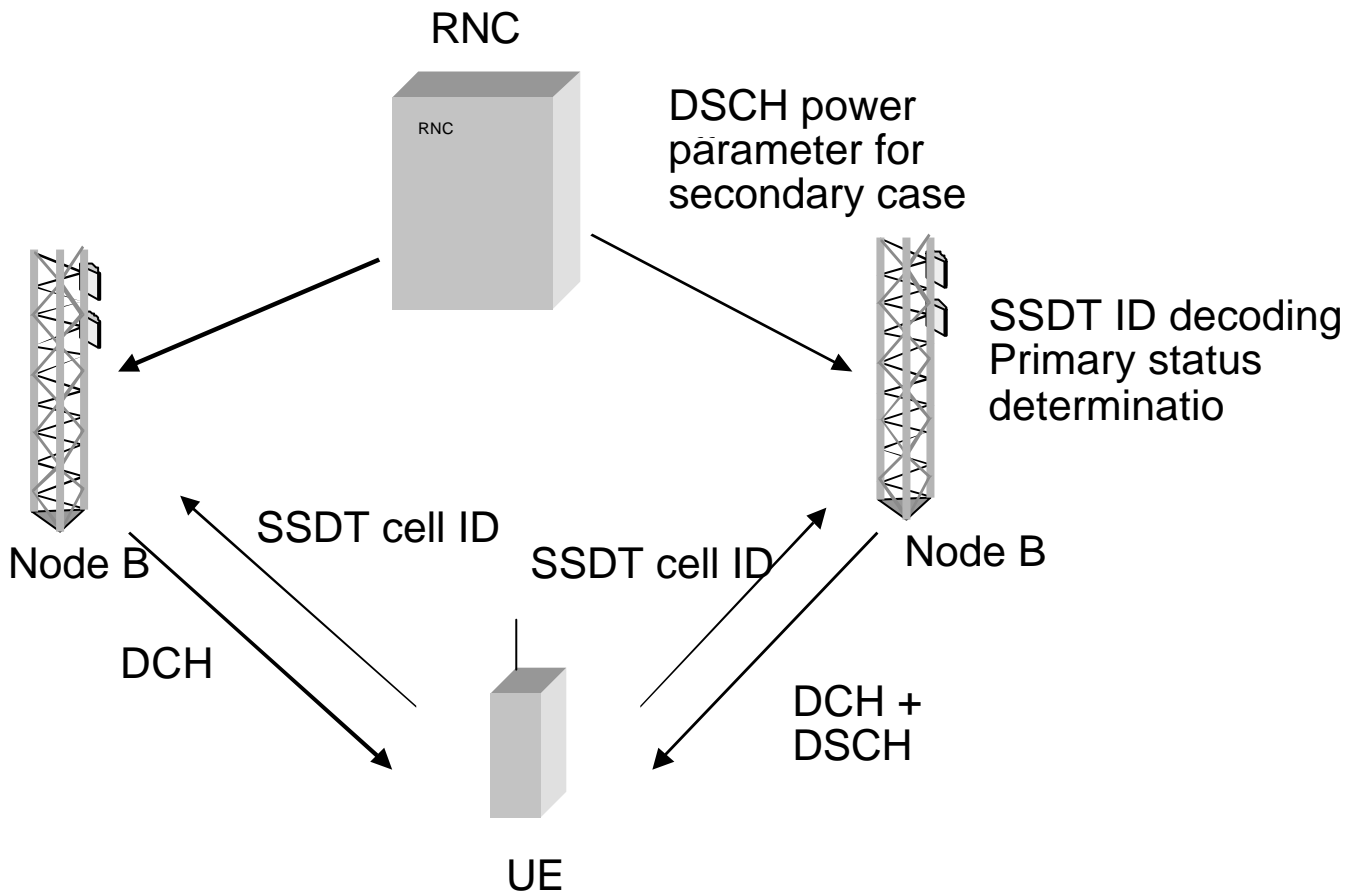 RNC
RNC
DSCH power
parameter for
secondary case
SSDT ID decoding
Primary status
determinatio
SSDT cell ID
SSDT cell ID
Node B
Node B
DCH
DCH +
DSCH
UE